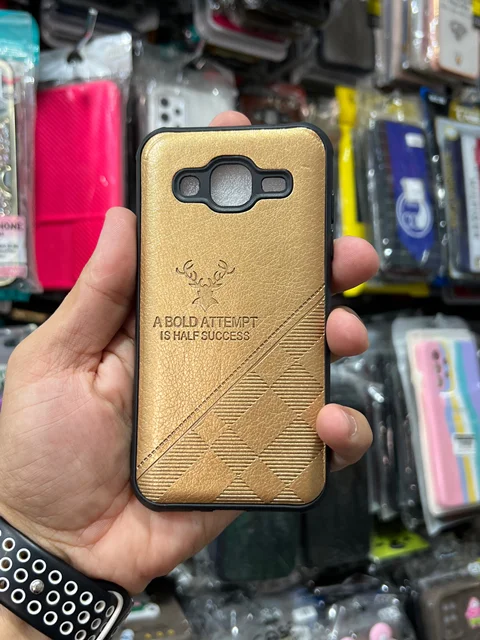 A BOLD ATTEMPT
IS HALF SUCCESS